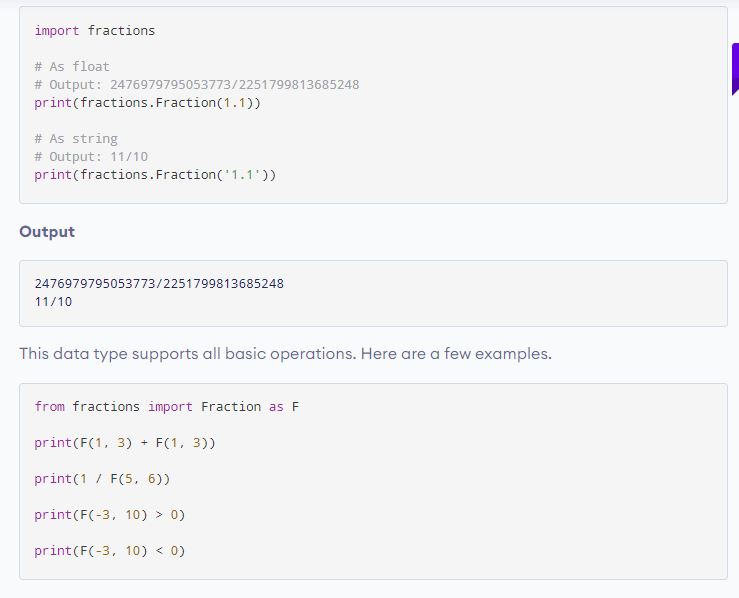 import fractions
# As float
# Output: 2476979795053773/2251799813685248
print(fractions.Fraction(1.1))
# As string
# Output: 11/10
print(fractions.Fraction('1.1'))
Output
2476979795053773/2251799813685248
11/10
This data type supports all basic operations. Here are a few examples.
from fractions import Fraction as F
print(F(1, 3) + F(1, 3))
print(1 / F(5, 6))
print(F(-3, 10) > 0)
print(F(-3, 10) < 0)